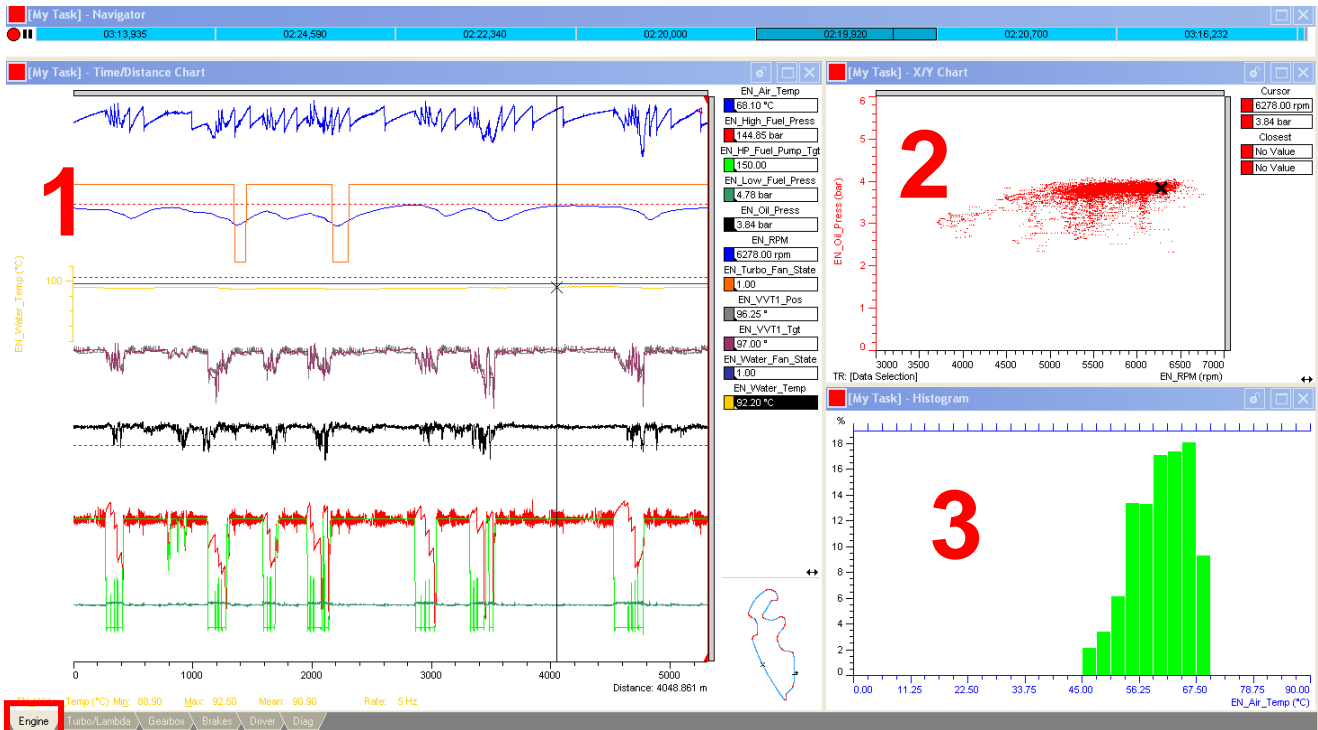 [My Task] - Navigator
03:13,935 02:24,590 02:22,340 02:20,000 02:19,920 02:20,700 03:16,232
[My Task] - Time/Distance Chart
1
EN_Water_Temp (°C)
100
EN_Air_Temp
68.10 °C
EN_High_Fuel_Press
144.85 bar
EN_HP_Fuel_Pump_Tgt
150.00
EN_Low_Fuel_Press
4.78 bar
EN_Oil_Press
3.84 bar
EN_RPM
6278.00 rpm
EN_Turbo_Fan_State
1.00
EN_VVT1_Pos
96.25 °
EN_VVT1_Tgt
97.00 °
EN_Water_Fan_State
1.00
EN_Water_Temp
92.20 °C
0 1000 2000 3000 4000 5000
Distance: 4048.861 m
EN_Water_Temp (°C) Min: 88.90 Max: 92.50 Mean: 90.90 Rate: 5 Hz
[My Task] - X/Y Chart
2
EN_Oil_Press (bar)
6
5
4
3
2
1
0
3000 3500 4000 4500 5000 5500 6000 6500 7000
TR: [Data Selection] EN_RPM (rpm)
Cursor
6278.00 rpm
3.84 bar
Closest
No Value
No Value
[My Task] - Histogram
3
%
18
16
14
12
10
8
6
4
2
0
0.00 11.25 22.50 33.75 45.00 56.25 67.50 78.75 90.00
EN_Air_Temp (°C)
Engine Turbo/Lambda Gearbox Brakes Driver Diag